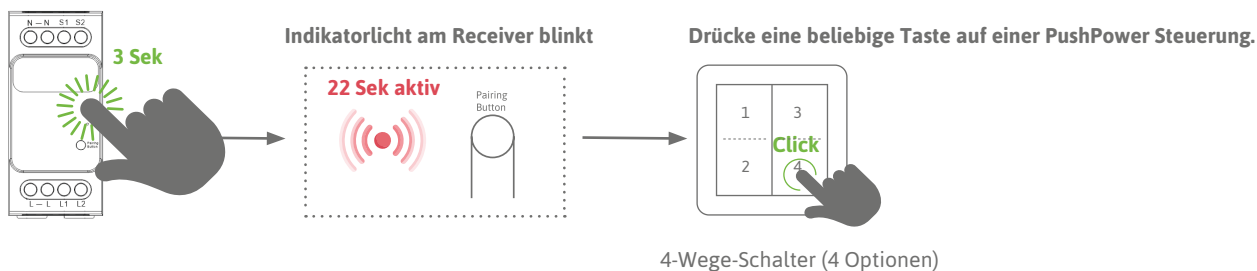 N – N S1 S2
3 Sek
Pairing
Button
L – L L1 L2
Indikatorlicht am Receiver blinkt
22 Sek aktiv
Pairing
Button
Drücke eine beliebige Taste auf einer PushPower Steuerung.
1 3
Click
2 4
4-Wege-Schalter (4 Optionen)